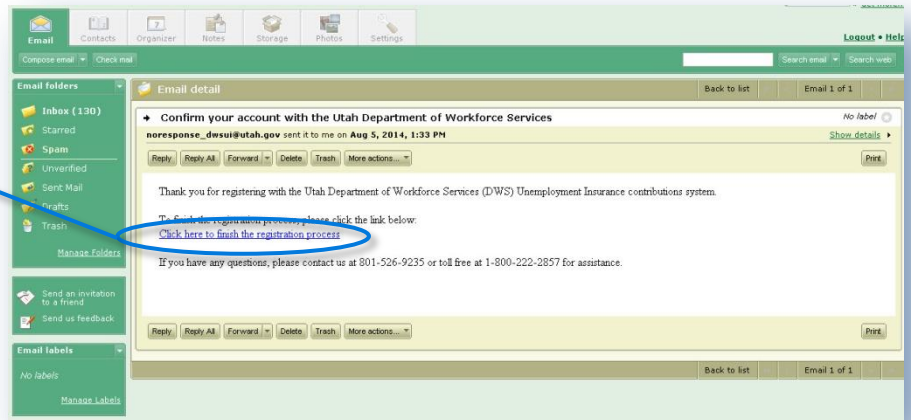 Email
Contacts
Organizer
Notes
Storage
Photos
Settings
7
Logout • Help
Compose email
Check mail
Search email
Search web
Email folders
Email detail
Back to list
Email 1 of 1
Inbox (130)
Starred
Spam
Unverified
Sent Mail
Drafts
Trash
Manage Folders
Confirm your account with the Utah Department of Workforce Services
No label
noresponse_dwsui@utah.gov sent it to me on Aug 5, 2014, 1:33 PM
Show details
Reply Reply All Forward Delete Trash More actions... Print
Thank you for registering with the Utah Department of Workforce Services (DWS) Unemployment Insurance contributions system.
To finish the registration process, please click the link below:
Click here to finish the registration process
If you have any questions, please contact us at 801-526-9235 or toll free at 1-800-222-2857 for assistance.
Send an invitation
to a friend
Send us feedback
Reply Reply All Forward Delete Trash More actions... Print
Email labels
No labels
Manage Labels
Back to list
Email 1 of 1